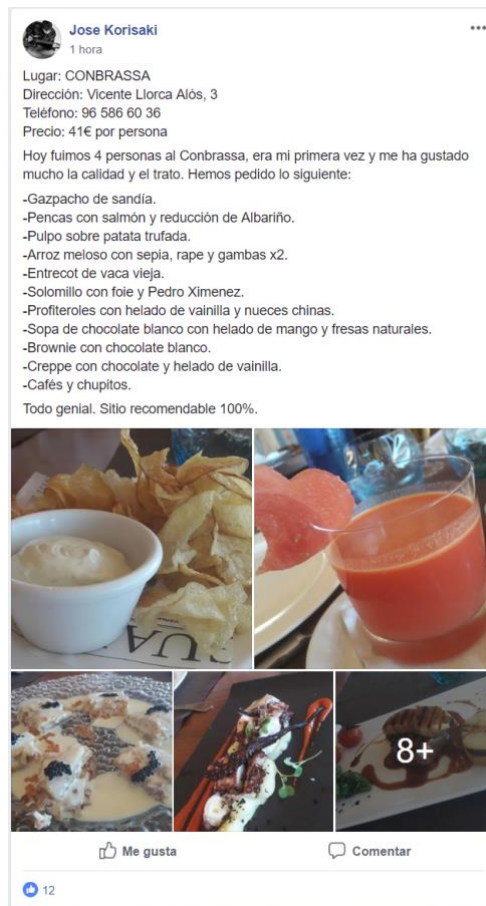 Jose Korisaki
1 hora
Lugar: CONBRASSA
Dirección: Vicente Llorca Alós, 3
Teléfono: 96 586 60 36
Precio: 41€ por persona
Hoy fuimos 4 personas al Conbrassa, era mi primera vez y me ha gustado
mucho la calidad y el trato. Hemos pedido lo siguiente:
-Gazpacho de sandía.
-Pencas con salmón y reducción de Albariño.
-Pulpo sobre patata trufada.
-Arroz meloso con sepia, rape y gambas x2.
-Entrecot de vaca vieja.
-Solomillo con foie y Pedro Ximenez.
-Profiteroles con helado de vainilla y nueces chinas.
-Sopa de chocolate blanco con helado de mango y fresas naturales.
-Brownie con chocolate blanco.
-Creppe con chocolate y helado de vainilla.
-Cafés y chupitos.
Todo genial. Sitio recomendable 100%.
8+
Me gusta
Comentar
12